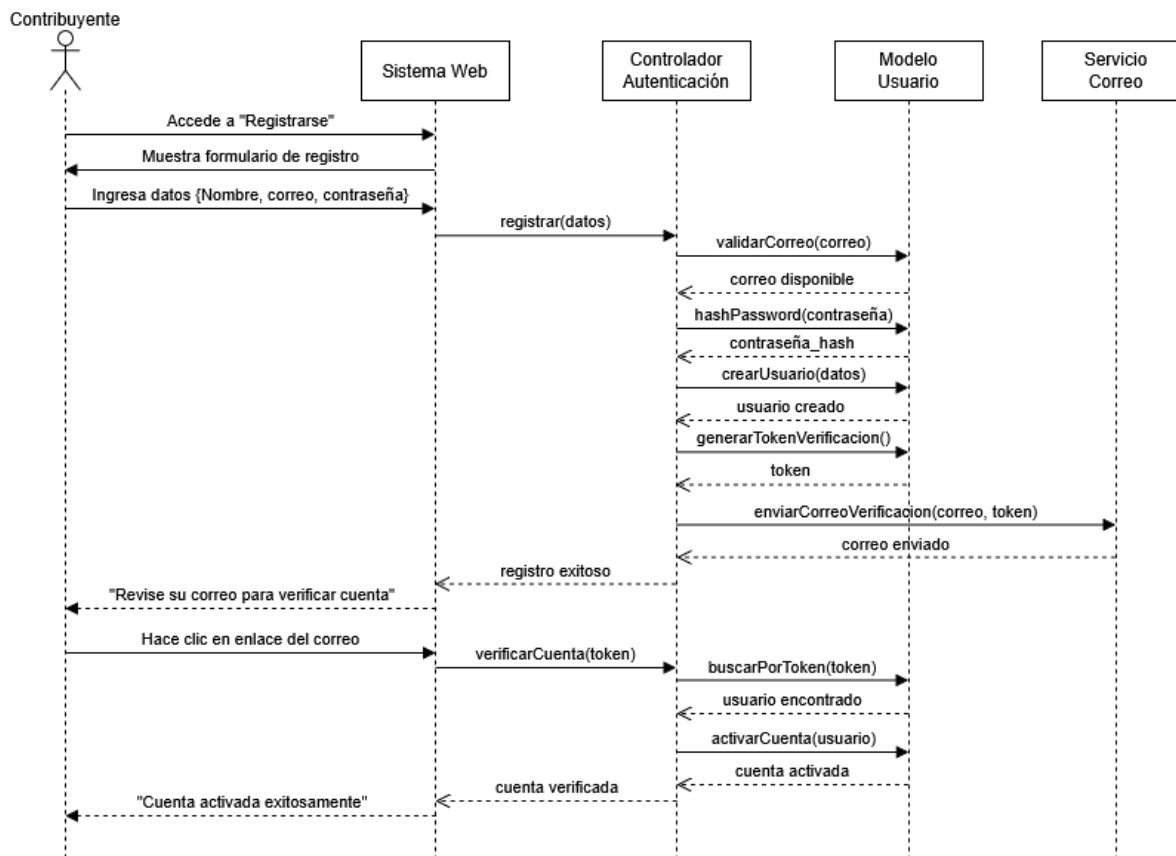 Contribuyente
Sistema Web
Controlador
Autenticación
Modelo
Usuario
Servicio
Correo
Accede a "Registrarse"
Muestra formulario de registro
Ingresa datos {Nombre, correo, contraseña}
registrar(datos)
validarCorreo(correo)
correo disponible
hashPassword(contraseña)
contraseña_hash
crearUsuario(datos)
usuario creado
generarTokenVerificacion()
token
enviarCorreoVerificacion(correo, token)
correo enviado
registro exitoso
"Revise su correo para verificar cuenta"
Hace clic en enlace del correo
verificarCuenta(token)
buscarPorToken(token)
usuario encontrado
activarCuenta(usuario)
cuenta activada
cuenta verificada
"Cuenta activada exitosamente"